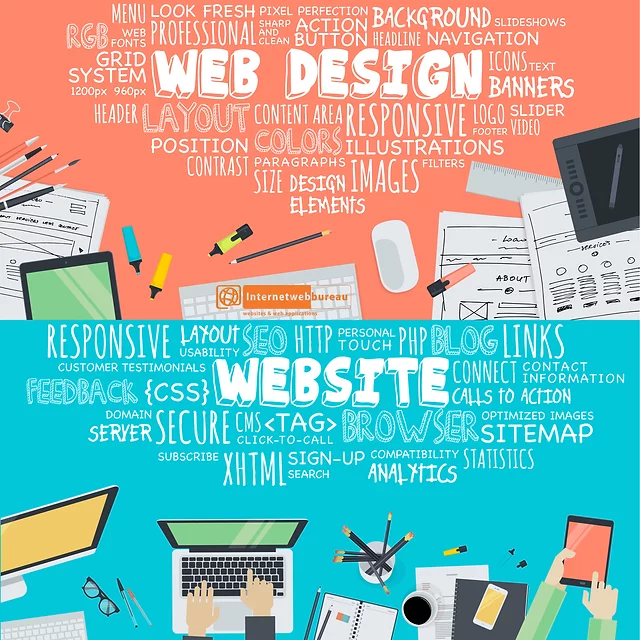 MENU LOOK FRESH PIXEL PERFECTION BACKGROUND SLIDESHOWS
RGB WEB FONTS PROFESSIONAL SHARP AND CLEAN ACTION BUTTON HEADLINE NAVIGATION
GRID SYSTEM WEB DESIGN ICONS TEXT
1200px 960px BANNERS
HEADER LAYOUT CONTENT AREA RESPONSIVE LOGO SLIDER
FOOTER VIDEO
POSITION COLORS ILLUSTRATIONS
CONTRAST PARAGRAPHS IMAGES FILTERS
SIZE DESIGN ELEMENTS
ABOUT
SERVICES
Internetwebbureau
websites & web applications
RESPONSIVE LAYOUT SEO HTTP PERSONAL TOUCH PHP BLOG LINKS
USABILITY
CUSTOMER TESTIMONIALS WEBSITE CONNECT CONTACT INFORMATION
FEEDBACK {CSS} CALLS TO ACTION
DOMAIN SERVER SECURE CMS <TAG> BROWSER OPTIMIZED IMAGES
CLICK-TO-CALL SITEMAP
SUBSCRIBE XHTML SIGN-UP COMPATIBILITY STATISTICS
SEARCH ANALYTICS